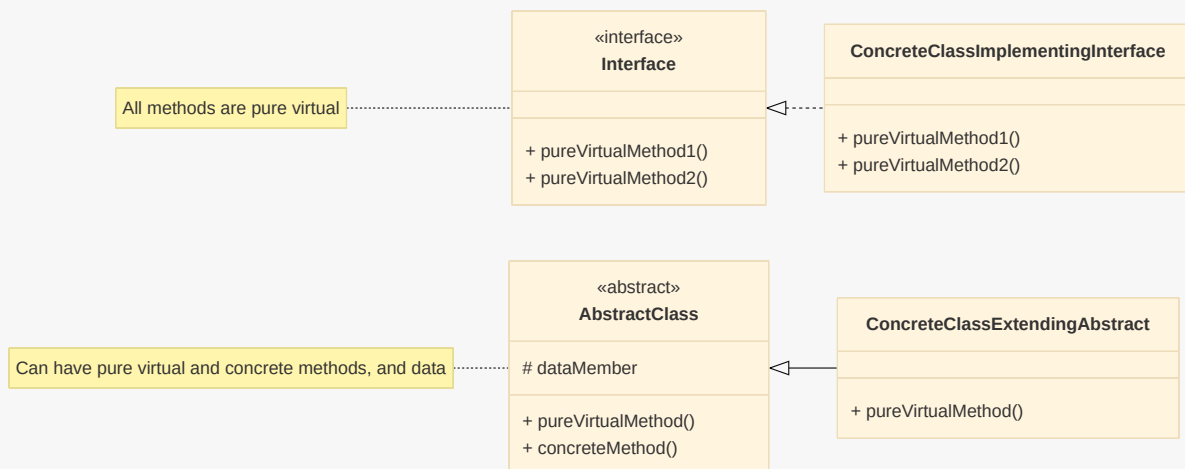 «interface»
Interface
+ pureVirtualMethod1()
+ pureVirtualMethod2()
All methods are pure virtual
ConcreteClassImplementingInterface
+ pureVirtualMethod1()
+ pureVirtualMethod2()
«abstract»
AbstractClass
# dataMember
+ pureVirtualMethod()
+ concreteMethod()
Can have pure virtual and concrete methods, and data
ConcreteClassExtendingAbstract
+ pureVirtualMethod()